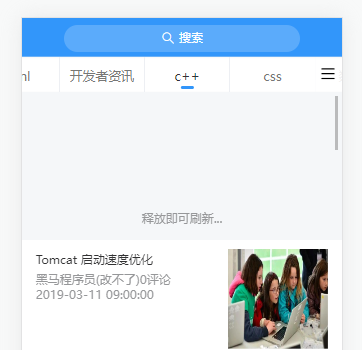 搜索
ml 开发者资讯 c++ css
释放即可刷新...
Tomcat 启动速度优化
黑马程序员(改不了)0评论
2019-03-11 09:00:00